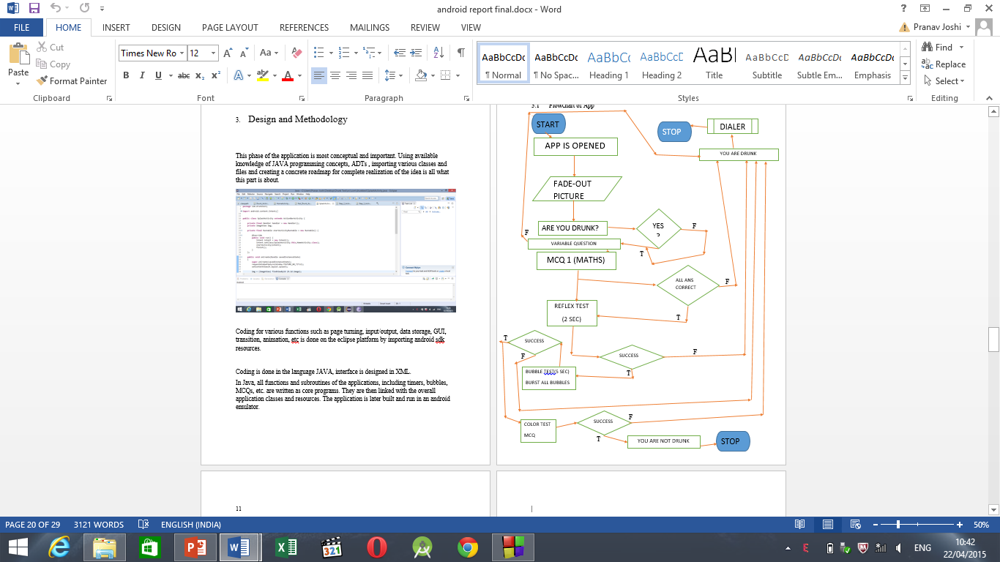 android report final.docx - Word
FILE
HOME
INSERT
DESIGN
PAGE LAYOUT
REFERENCES
MAILINGS
REVIEW
VIEW
Pranav Joshi
Paste
Cut
Copy
Format Painter
Clipboard
Times New Ro
12
Font
Paragraph
AaBbCcDc
¶ Normal
AaBbCcDc
¶ No Spac...
AaBbCc
Heading 1
AaBbCcD
Heading 2
AaBl
Title
AaBbCcD
Subtitle
AaBbCcDc
Subtle Em...
AaBbCcDc
Emphasis
Styles
Find
Replace
Select
Editing
3. Design and Methodology
This phase of the application is most conceptual and important. Using available
knowledge of JAVA programming concepts, ADTs , importing various classes and
files and creating a concrete roadmap for complete realization of the idea is all what
this part is about.
Coding for various functions such as page turning, input/output, data storage, GUI,
transition, animation, etc is done on the eclipse platform by importing android sdk
resources.
Coding is done in the language JAVA, interface is designed in XML.
In Java, all functions and subroutines of the applications, including timers, bubbles,
MCQs, etc. are written as core programs. They are then linked with the overall
application classes and resources. The application is later built and run in an android
emulator.
11
3.1 Flowchart of App
START
STOP
DIALER
APP IS OPENED
YOU ARE DRUNK
FADE-OUT
PICTURE
ARE YOU DRUNK?
YES
?
F
F
VARIABLE QUESTION
T
MCQ 1 (MATHS)
ALL ANS
CORRECT
F
REFLEX TEST
(2 SEC)
T
T
SUCCESS
F
SUCCESS
F
BUBBLE TEST(5 SEC)
BURST ALL BUBBLES
T
COLOR TEST
MCQ
SUCCESS
F
T
YOU ARE NOT DRUNK
STOP
PAGE 20 OF 29
3121 WORDS
ENGLISH (INDIA)
50%
321
ENG
10:42
22/04/2015